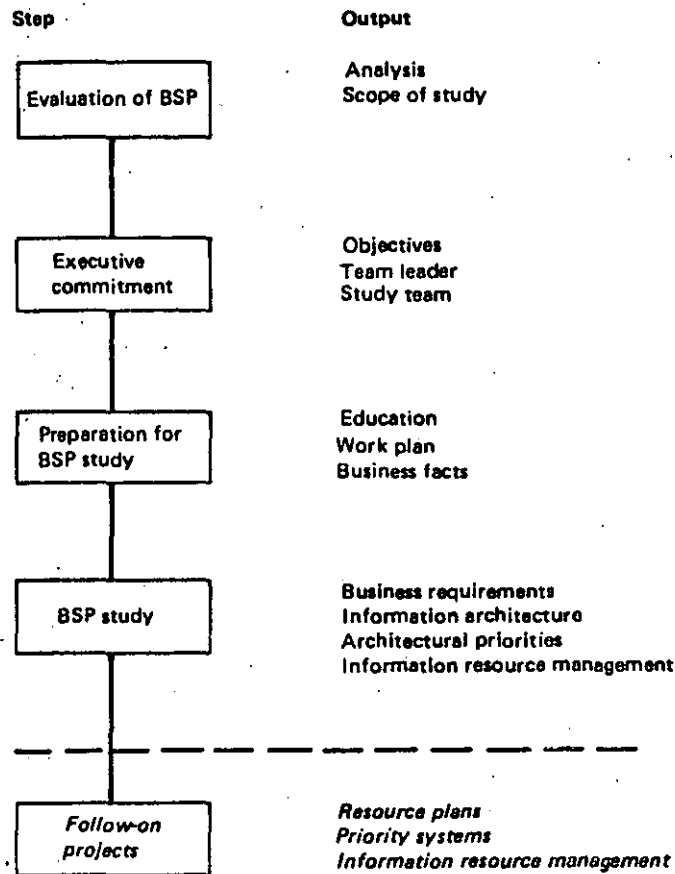 Step Output
Evaluation of BSP
Analysis
Scope of study
Executive
commitment
Objectives
Team leader
Study team
Preparation for
BSP study
Education
Work plan
Business facts
BSP study
Business requirements
Information architecture
Architectural priorities
Information resource management
Follow-on
projects
Resource plans
Priority systems
Information resource management